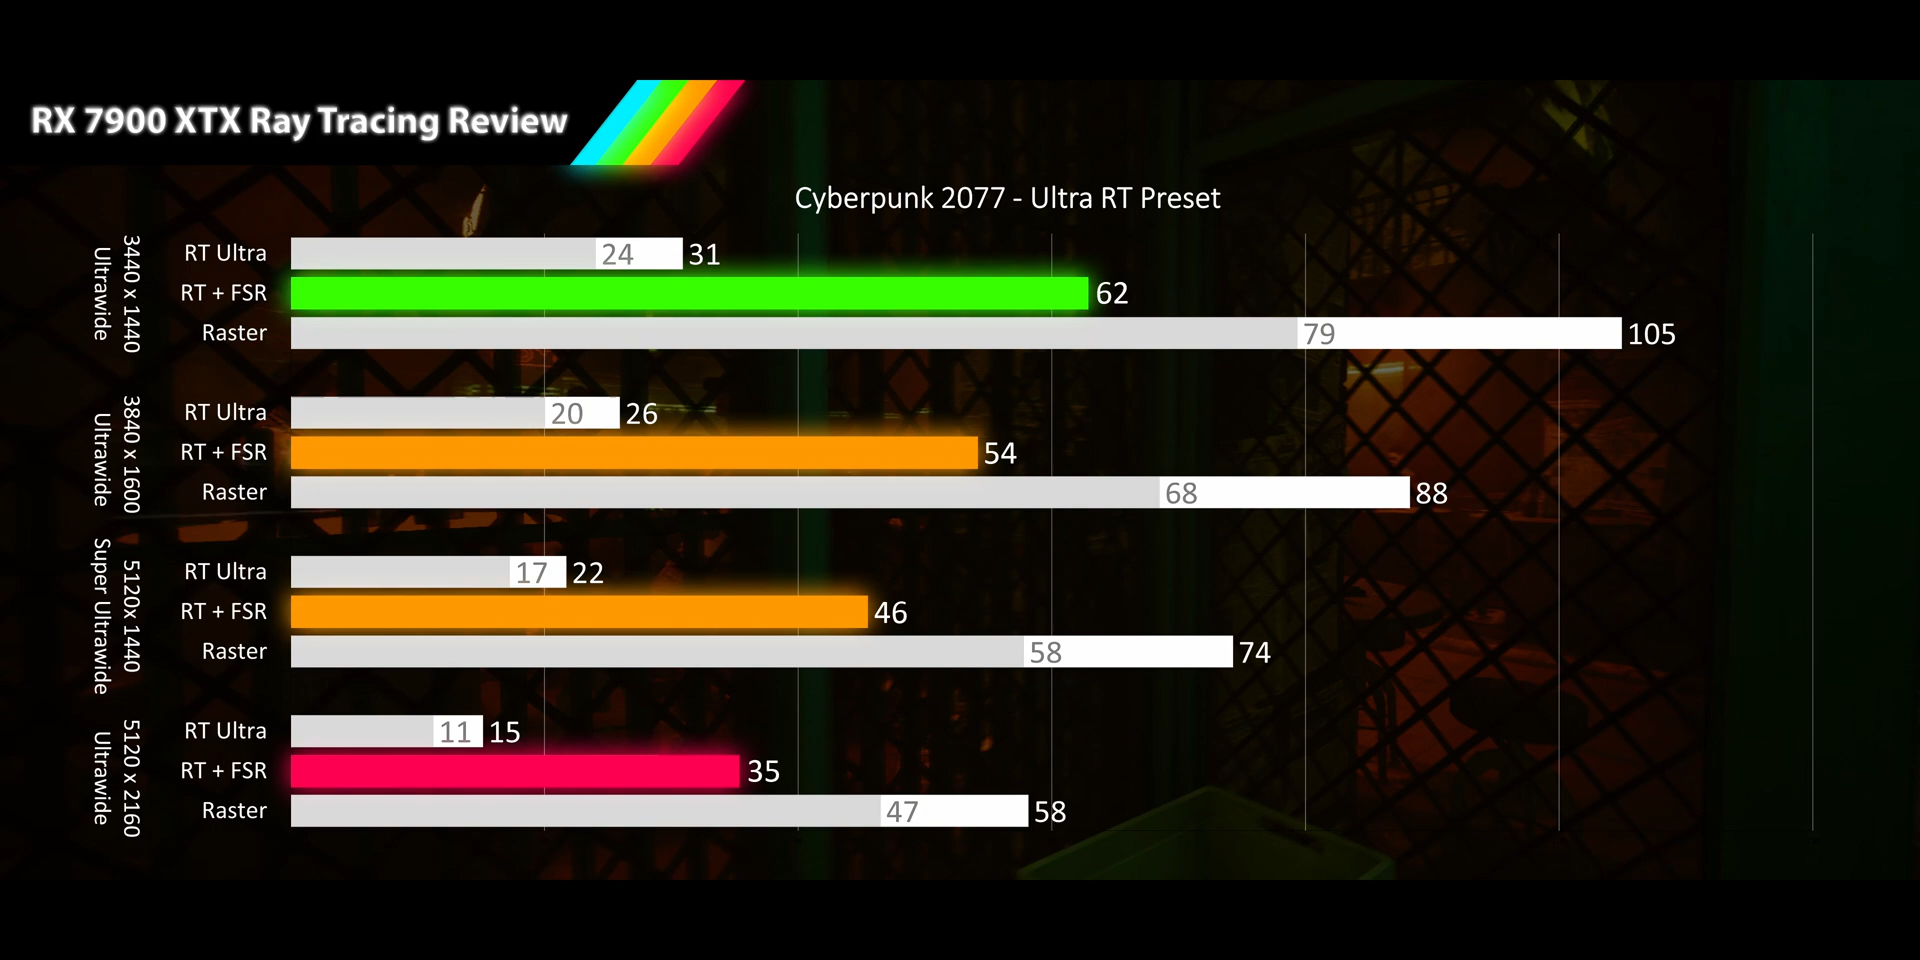 RX 7900 XTX Ray Tracing Review
Cyberpunk 2077 - Ultra RT Preset
3440 x 1440
Ultrawide
RT Ultra 24 31
RT + FSR 62
Raster 79 105
3840 x 1600
Ultrawide
RT Ultra 20 26
RT + FSR 54
Raster 68 88
5120x 1440
Super Ultrawide
RT Ultra 17 22
RT + FSR 46
Raster 58 74
5120 x 2160
Ultrawide
RT Ultra 11 15
RT + FSR 35
Raster 47 58